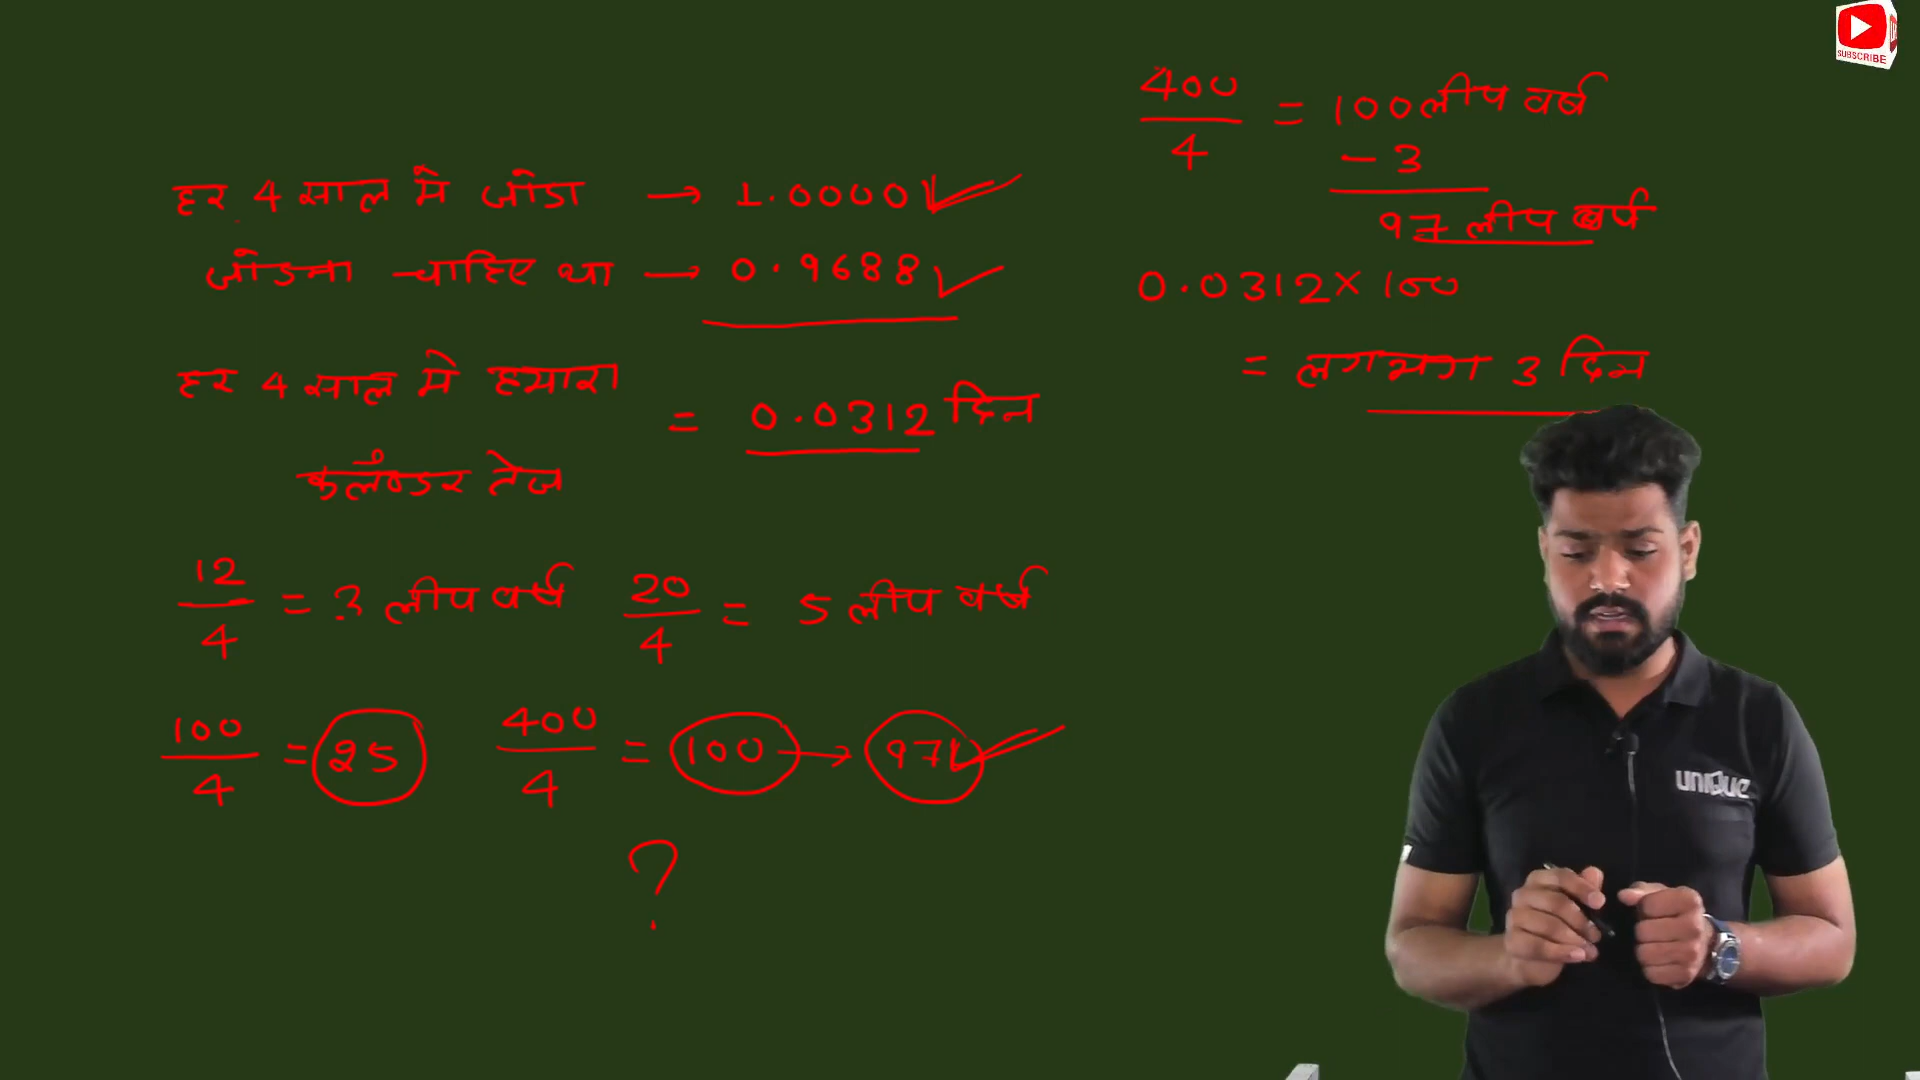 हर 4 साल मे जोडा → 1.0000
जोडना चाहिए था → 0.9688
हर 4 साल मे हमारा
कलेण्डर तेज
= 0.0312 दिन
12/4 = 3 लीप वर्ष
20/4 = 5 लीप वर्ष
100/4 = 25
400/4 = 100 → 97
?
400/4 = 100 लीप वर्ष
- 3
97 लीप वर्ष
0.0312 × 100
= लगभग 3 दिन
SUBSCRIBE
UNIQUE